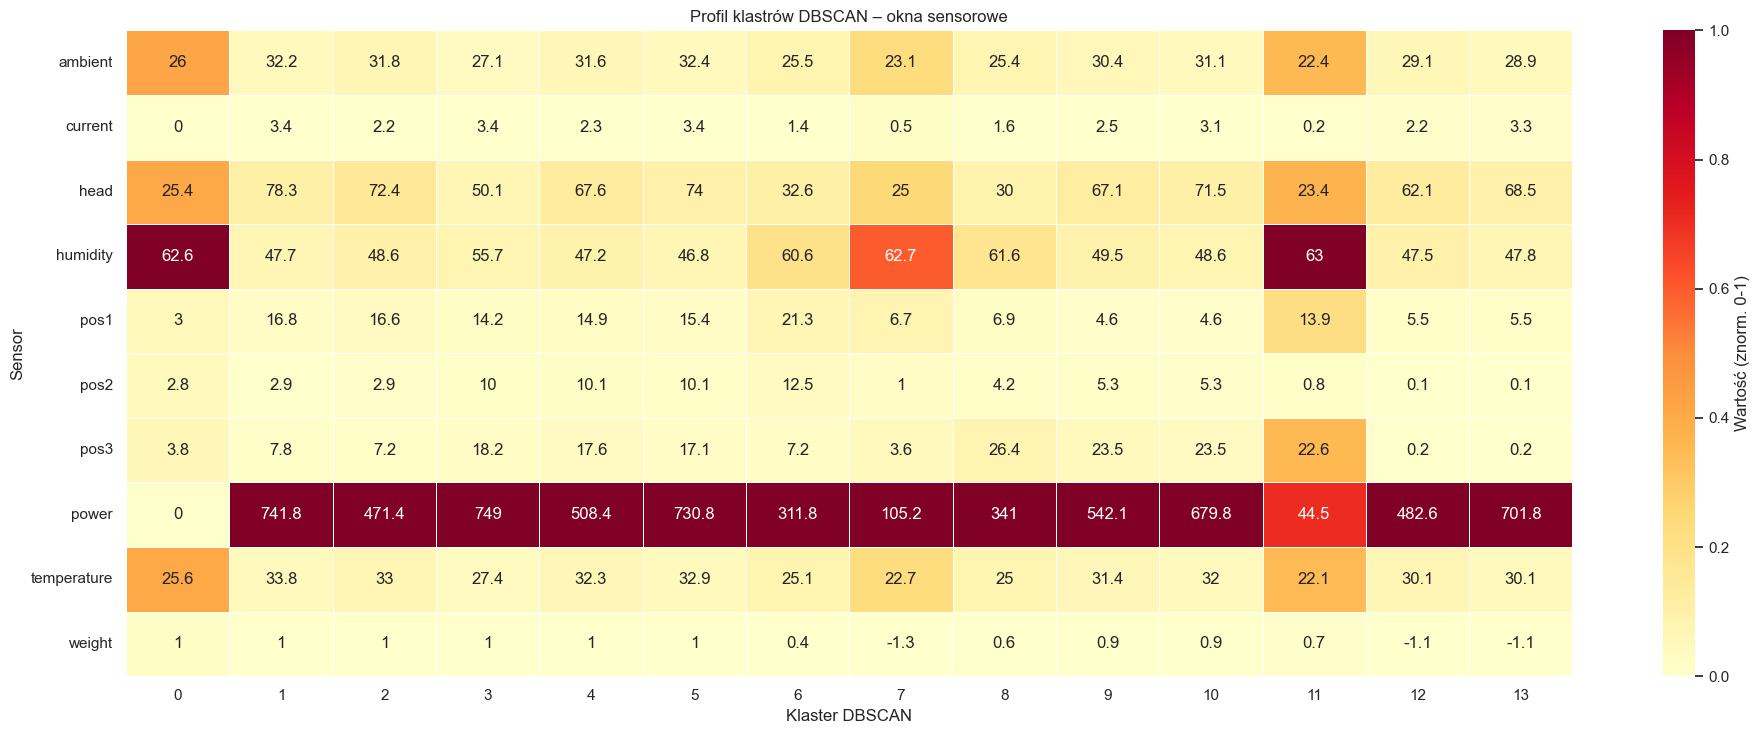 Profil klastrów DBSCAN – okna sensorowe
ambient 26 32.2 31.8 27.1 31.6 32.4 25.5 23.1 25.4 30.4 31.1 22.4 29.1 28.9
current 0 3.4 2.2 3.4 2.3 3.4 1.4 0.5 1.6 2.5 3.1 0.2 2.2 3.3
head 25.4 78.3 72.4 50.1 67.6 74 32.6 25 30 67.1 71.5 23.4 62.1 68.5
humidity 62.6 47.7 48.6 55.7 47.2 46.8 60.6 62.7 61.6 49.5 48.6 63 47.5 47.8
pos1 3 16.8 16.6 14.2 14.9 15.4 21.3 6.7 6.9 4.6 4.6 13.9 5.5 5.5
pos2 2.8 2.9 2.9 10 10.1 10.1 12.5 1 4.2 5.3 5.3 0.8 0.1 0.1
pos3 3.8 7.8 7.2 18.2 17.6 17.1 7.2 3.6 26.4 23.5 23.5 22.6 0.2 0.2
power 0 741.8 471.4 749 508.4 730.8 311.8 105.2 341 542.1 679.8 44.5 482.6 701.8
temperature 25.6 33.8 33 27.4 32.3 32.9 25.1 22.7 25 31.4 32 22.1 30.1 30.1
weight 1 1 1 1 1 1 0.4 -1.3 0.6 0.9 0.9 0.7 -1.1 -1.1
0 1 2 3 4 5 6 7 8 9 10 11 12 13
Klaster DBSCAN
Sensor
1.0
0.8
0.6
0.4
0.2
0.0
Wartość (znorm. 0-1)